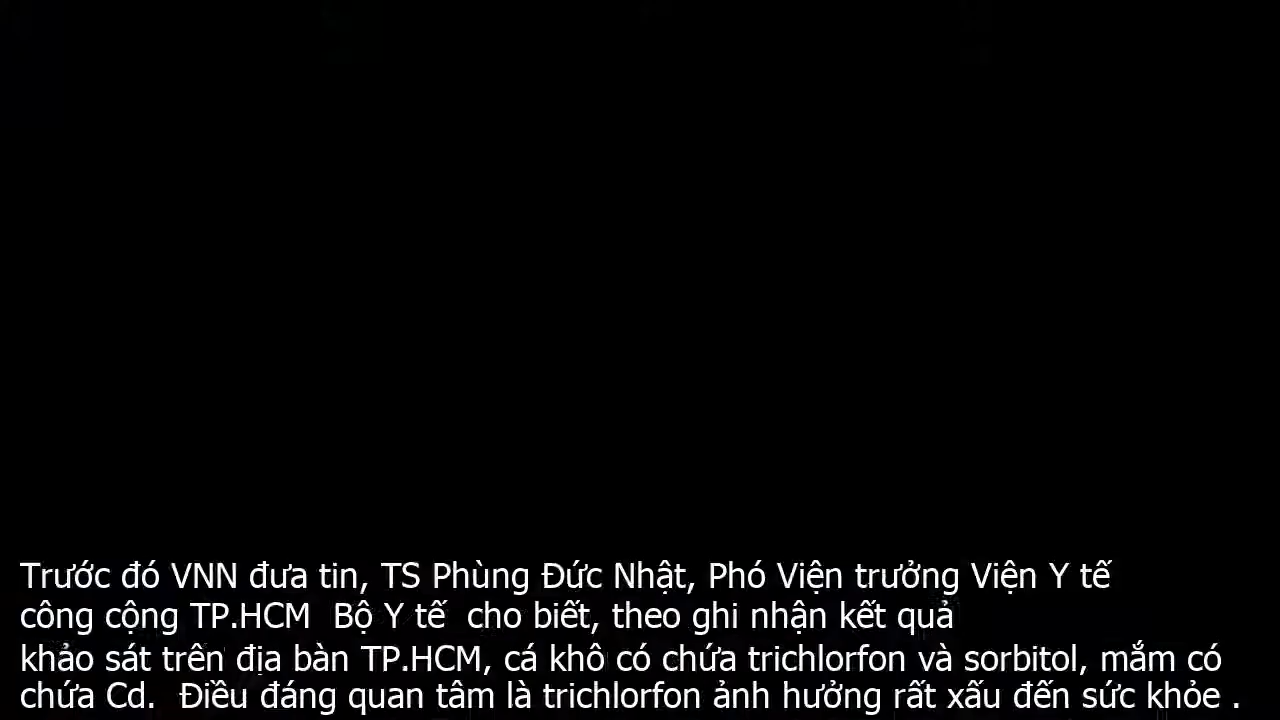 Trước đó VNN đưa tin, TS Phùng Đức Nhật, Phó Viện trưởng Viện Y tế
công cộng TP.HCM  Bộ Y tế  cho biết, theo ghi nhận kết quả
khảo sát trên địa bàn TP.HCM, cá khô có chứa trichlorfon và sorbitol, mắm có
chứa Cd.  Điều đáng quan tâm là trichlorfon ảnh hưởng rất xấu đến sức khỏe .